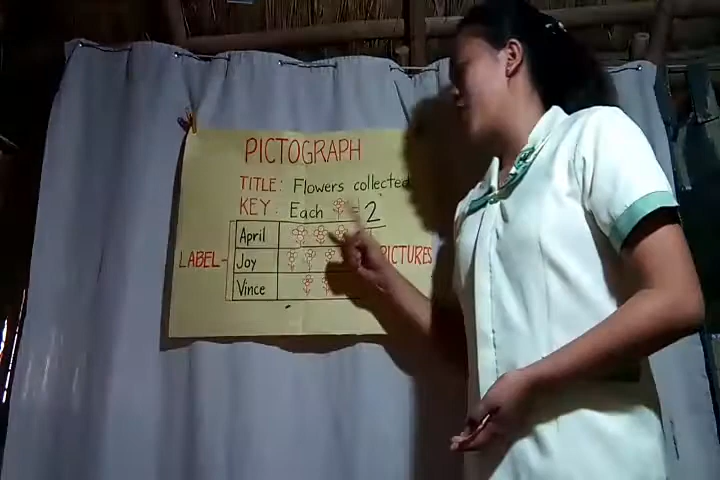 PICTOGRAPH
TITLE: Flowers collected
KEY: Each = 2
April
LABEL- Joy PICTURES
Vince